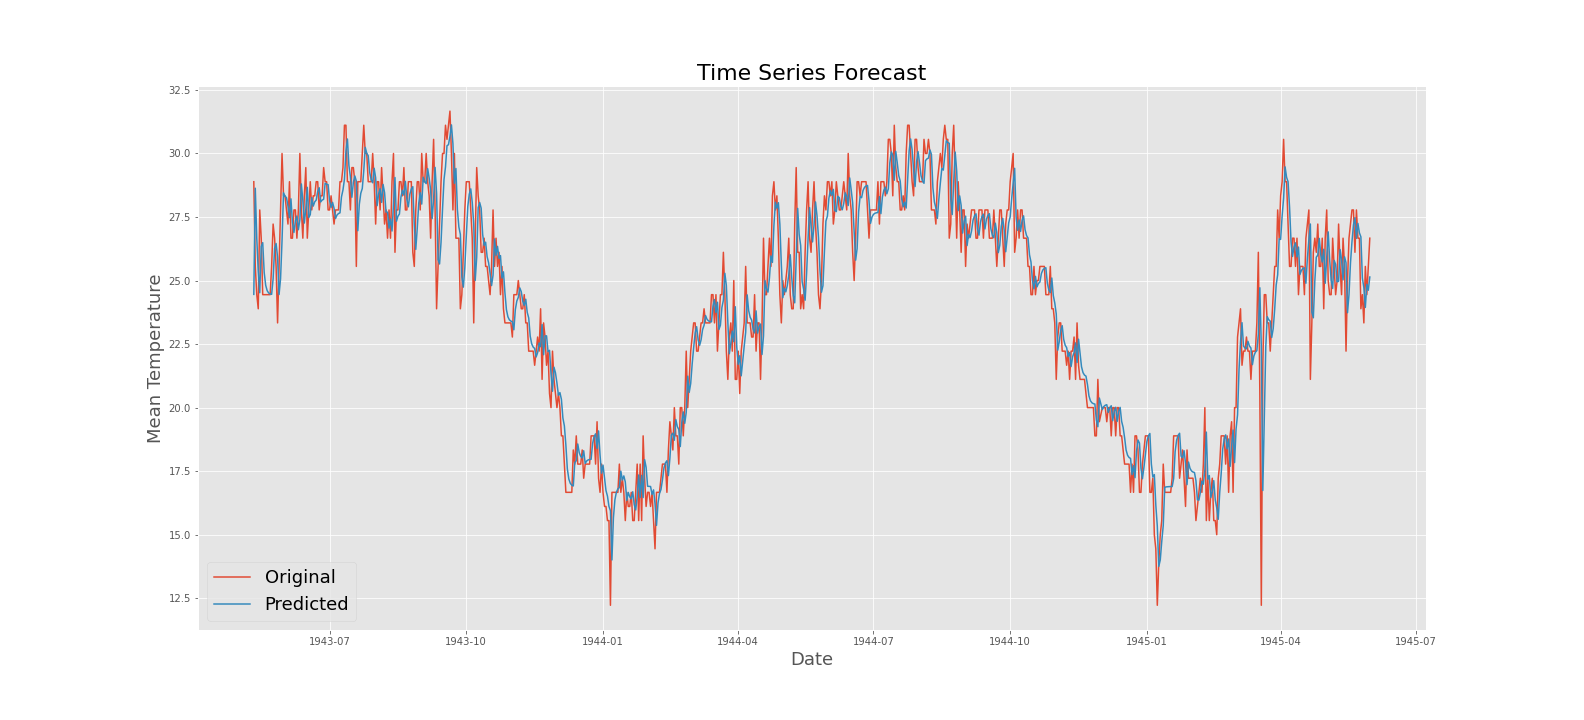 Time Series Forecast
32.5
30.0
27.5
25.0
22.5
20.0
17.5
15.0
12.5
Mean Temperature
Original
Predicted
1943-07 1943-10 1944-01 1944-04 1944-07 1944-10 1945-01 1945-04 1945-07
Date